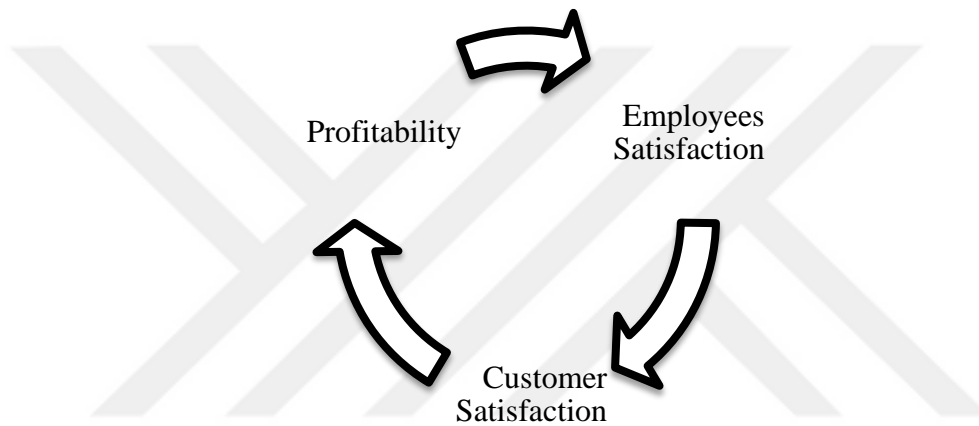 Profitability
Employees
Satisfaction
Customer
Satisfaction